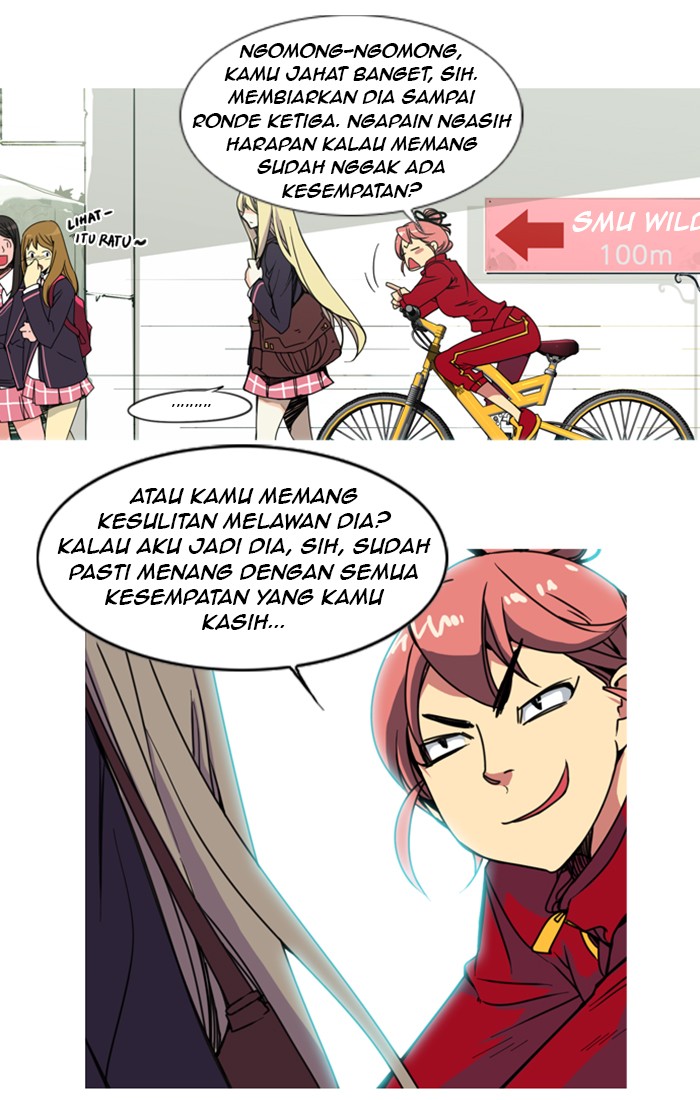 NGOMONG-NGOMONG,
KAMU JAHAT BANGET, SIH.
MEMBIARKAN DIA SAMPAI
RONDE KETIGA. NGAPAIN NGASIH
HARAPAN KALAU MEMANG
SUDAH NGGAK ADA
KESEMPATAN?
LIHAT-
ITU RATU~
SMU WILD
100m
.........
ATAU KAMU MEMANG
KESULITAN MELAWAN DIA?
KALAU AKU JADI DIA, SIH, SUDAH
PASTI MENANG DENGAN SEMUA
KESEMPATAN YANG KAMU
KASIH...